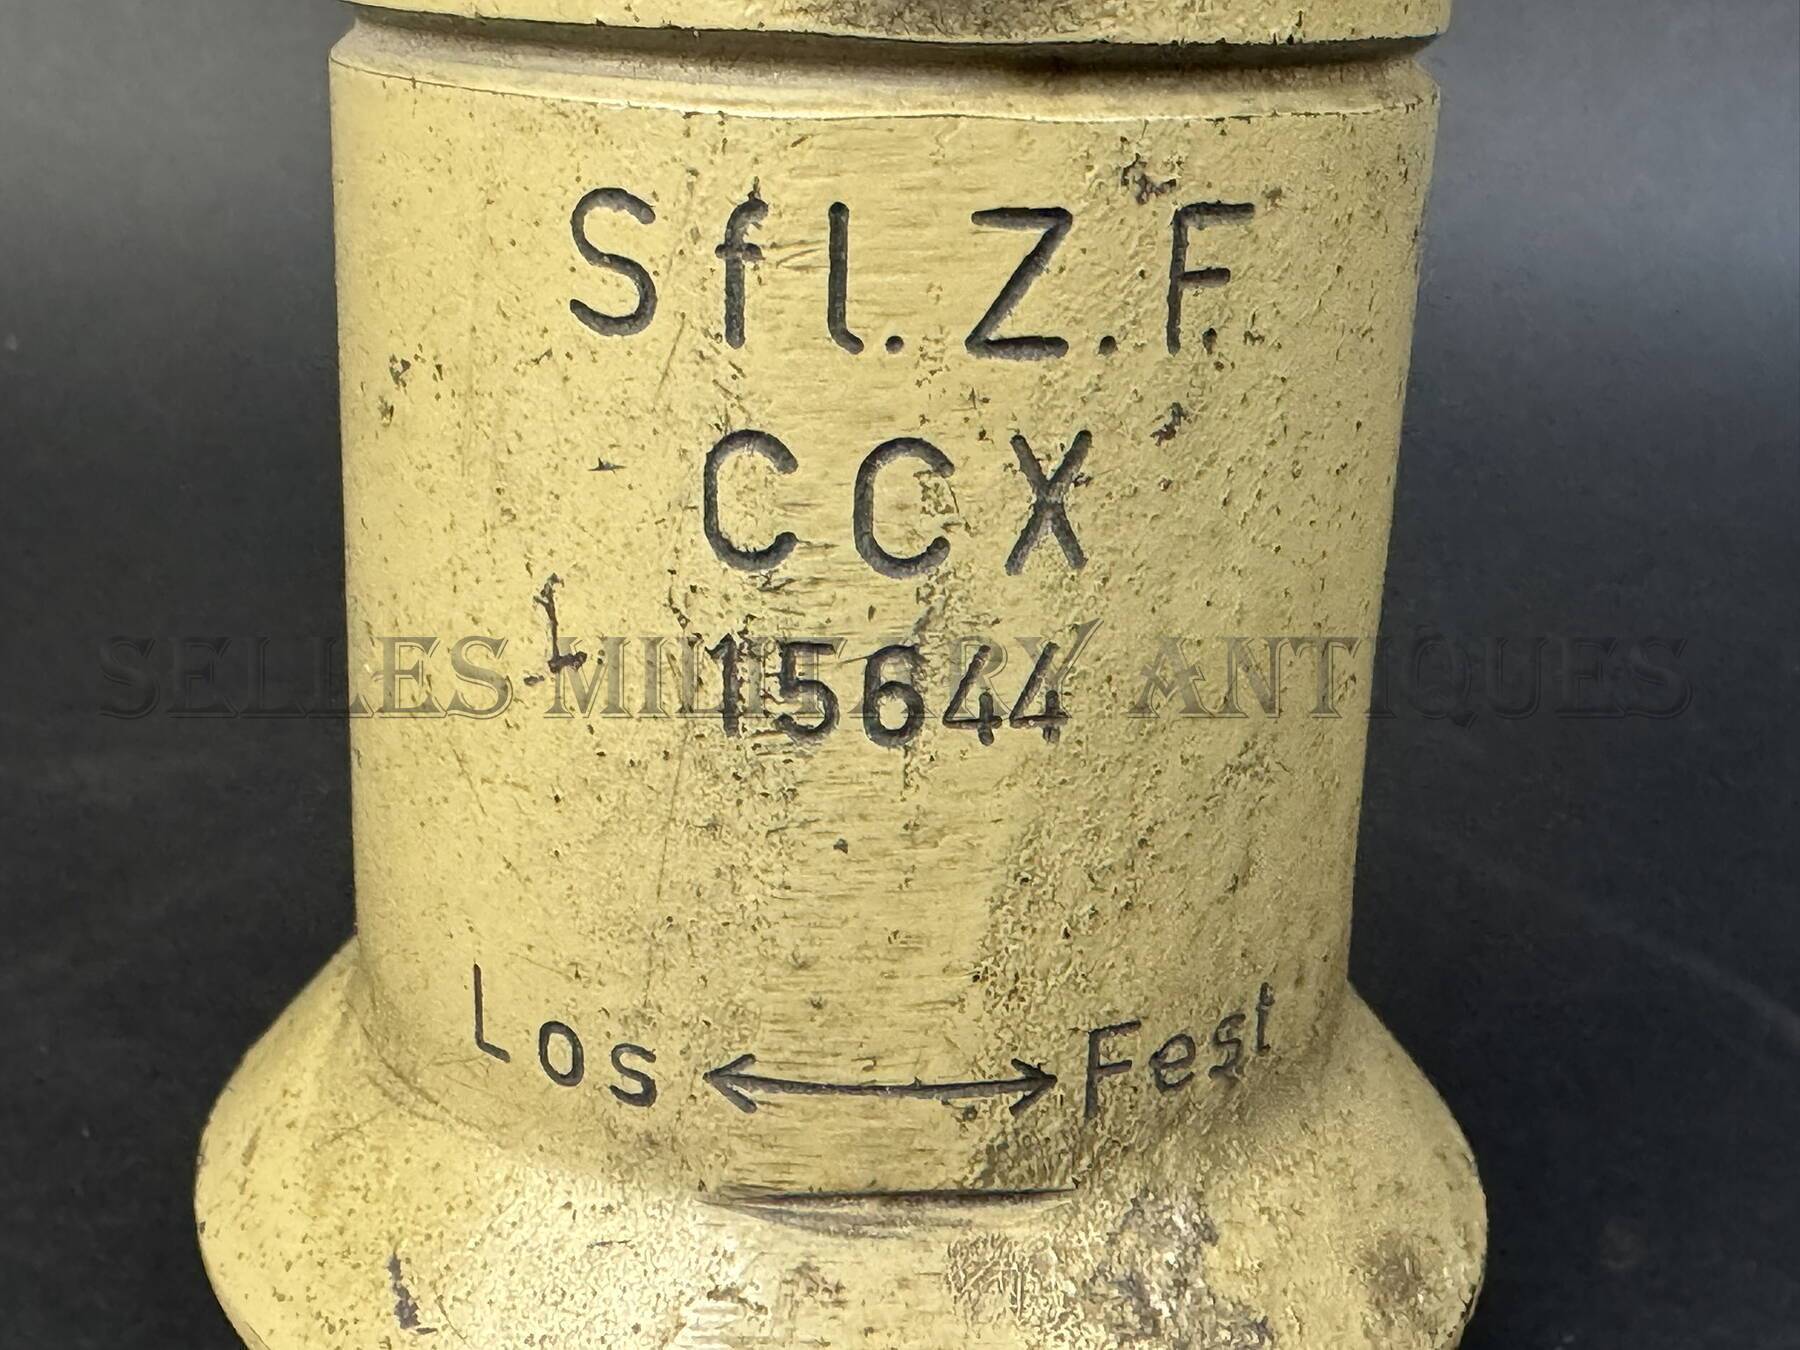 Sfl.Z.F.
CCX
15644
SELLES MILITARY ANTIQUES
Los ↔ Fest